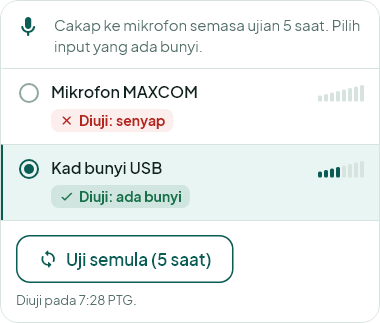 Cakap ke mikrofon semasa ujian 5 saat. Pilih
input yang ada bunyi.
Mikrofon MAXCOM
Diuji: senyap
Kad bunyi USB
Diuji: ada bunyi
Uji semula (5 saat)
Diuji pada 7:28 PTG.